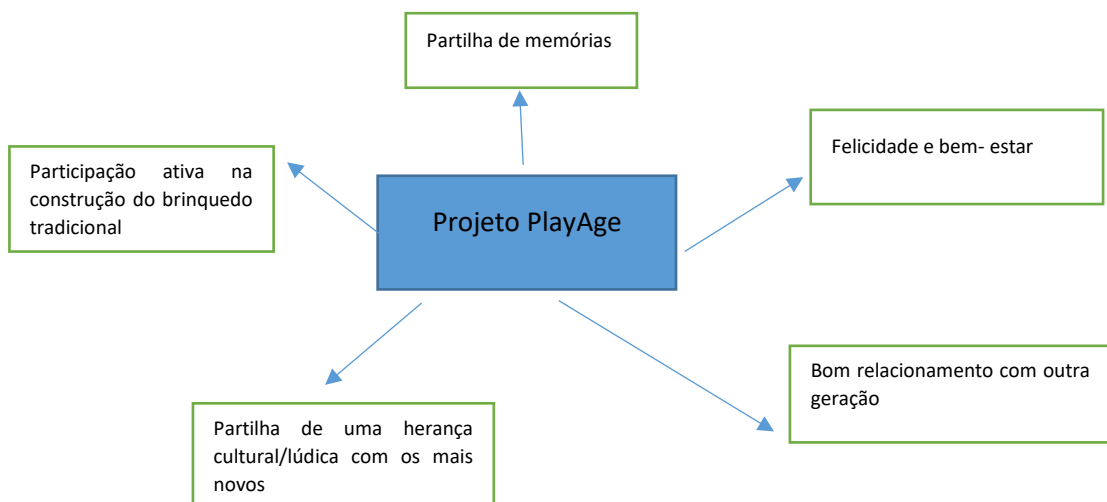 Partilha de memórias
Felicidade e bem- estar
Participação ativa na
construção do brinquedo
tradicional
Projeto PlayAge
Bom relacionamento com outra
geração
Partilha de uma herança
cultural/lúdica com os mais
novos